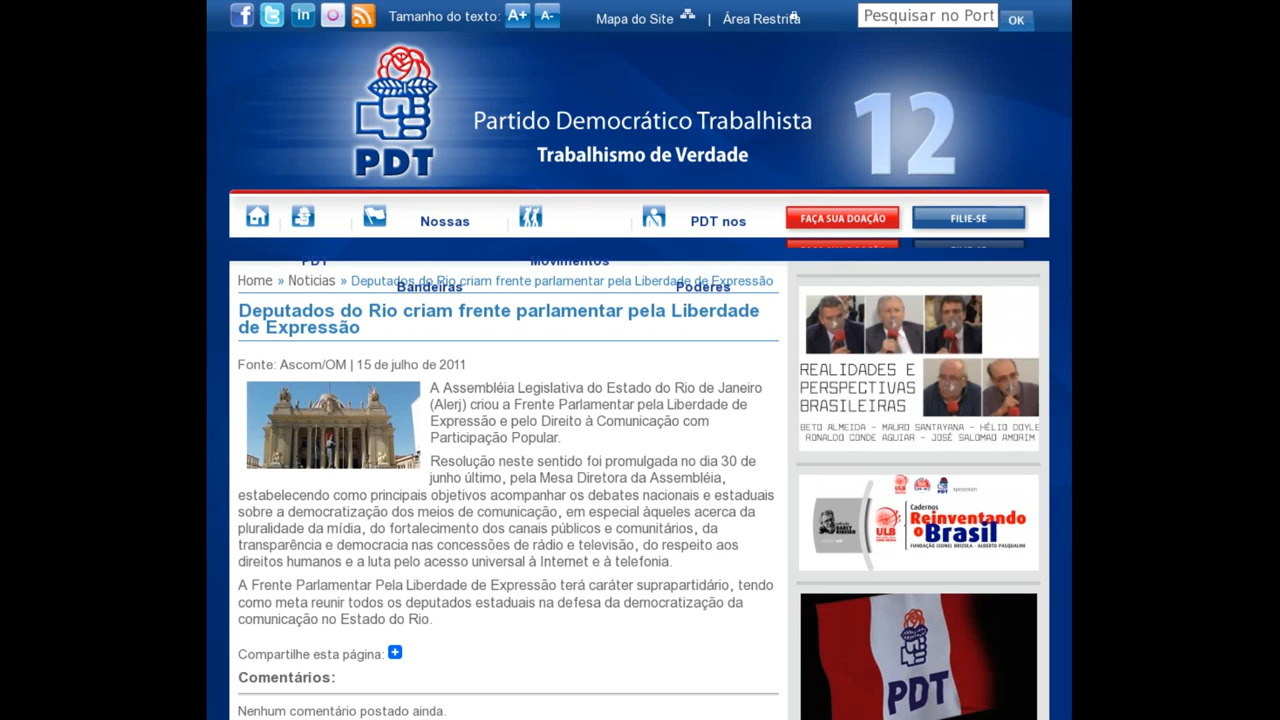 Tamanho do texto: A+ A- Mapa do Site | Área Restrita Pesquisar no Port OK
Partido Democrático Trabalhista
Trabalhismo de Verdade
12
PDT
Nossas
PDT nos
FAÇA SUA DOAÇÃO
FILIE-SE
PDT
Movimentos
Bandeiras
Poderes
Home » Noticias » Deputados do Rio criam frente parlamentar pela Liberdade de Expressão
Deputados do Rio criam frente parlamentar pela Liberdade
de Expressão
Fonte: Ascom/OM | 15 de julho de 2011
A Assembléia Legislativa do Estado do Rio de Janeiro
(Alerj) criou a Frente Parlamentar pela Liberdade de
Expressão e pelo Direito à Comunicação com
Participação Popular.
Resolução neste sentido foi promulgada no dia 30 de
junho último, pela Mesa Diretora da Assembléia,
estabelecendo como principais objetivos acompanhar os debates nacionais e estaduais
sobre a democratização dos meios de comunicação, em especial àqueles acerca da
pluralidade da mídia, do fortalecimento dos canais públicos e comunitários, da
transparência e democracia nas concessões de rádio e televisão, do respeito aos
direitos humanos e a luta pelo acesso universal à Internet e à telefonia.
A Frente Parlamentar Pela Liberdade de Expressão terá caráter suprapartidário, tendo
como meta reunir todos os deputados estaduais na defesa da democratização da
comunicação no Estado do Rio.
Compartilhe esta página:
Comentários:
Nenhum comentário postado ainda.
REALIDADES E
PERSPECTIVAS
BRASILEIRAS
BETO ALMEIDA - MAURO SANTAYANA - HÉLIO DOYLE
RONALDO CONDE AGUIAR - JOSÉ SALOMÃO AMORIM
ULB PDT Apresentam
Cadernos
Reinventando
o Brasil
ULB
FUNDAÇÃO LEONEL BRIZOLA - ALBERTO PASQUALINI
PDT